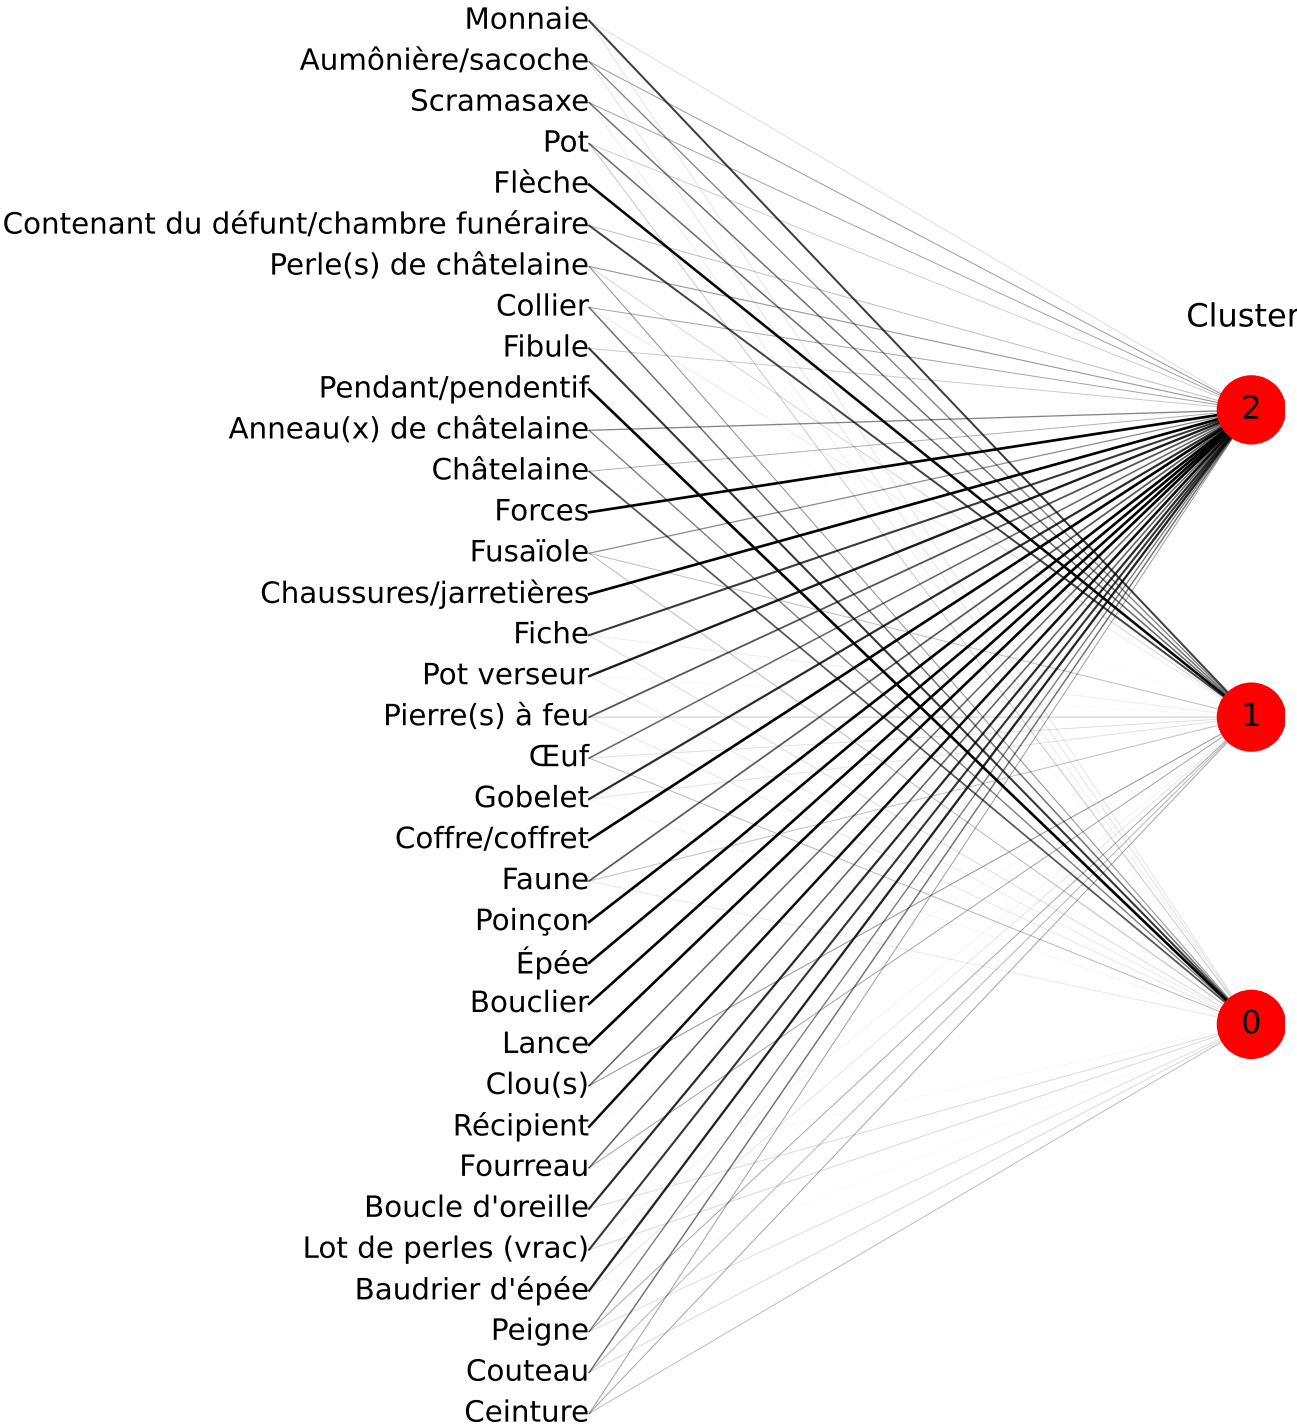 Monnaie
Aumônière/sacoche
Scramasaxe
Pot
Flèche
Contenant du défunt/chambre funéraire
Perle(s) de châtelaine
Collier
Fibule
Pendant/pendentif
Anneau(x) de châtelaine
Châtelaine
Forces
Fusaïole
Chaussures/jarretières
Fiche
Pot verseur
Pierre(s) à feu
Œuf
Gobelet
Coffre/coffret
Faune
Poinçon
Épée
Bouclier
Lance
Clou(s)
Récipient
Fourreau
Boucle d'oreille
Lot de perles (vrac)
Baudrier d'épée
Peigne
Couteau
Ceinture
Cluster
2
1
0